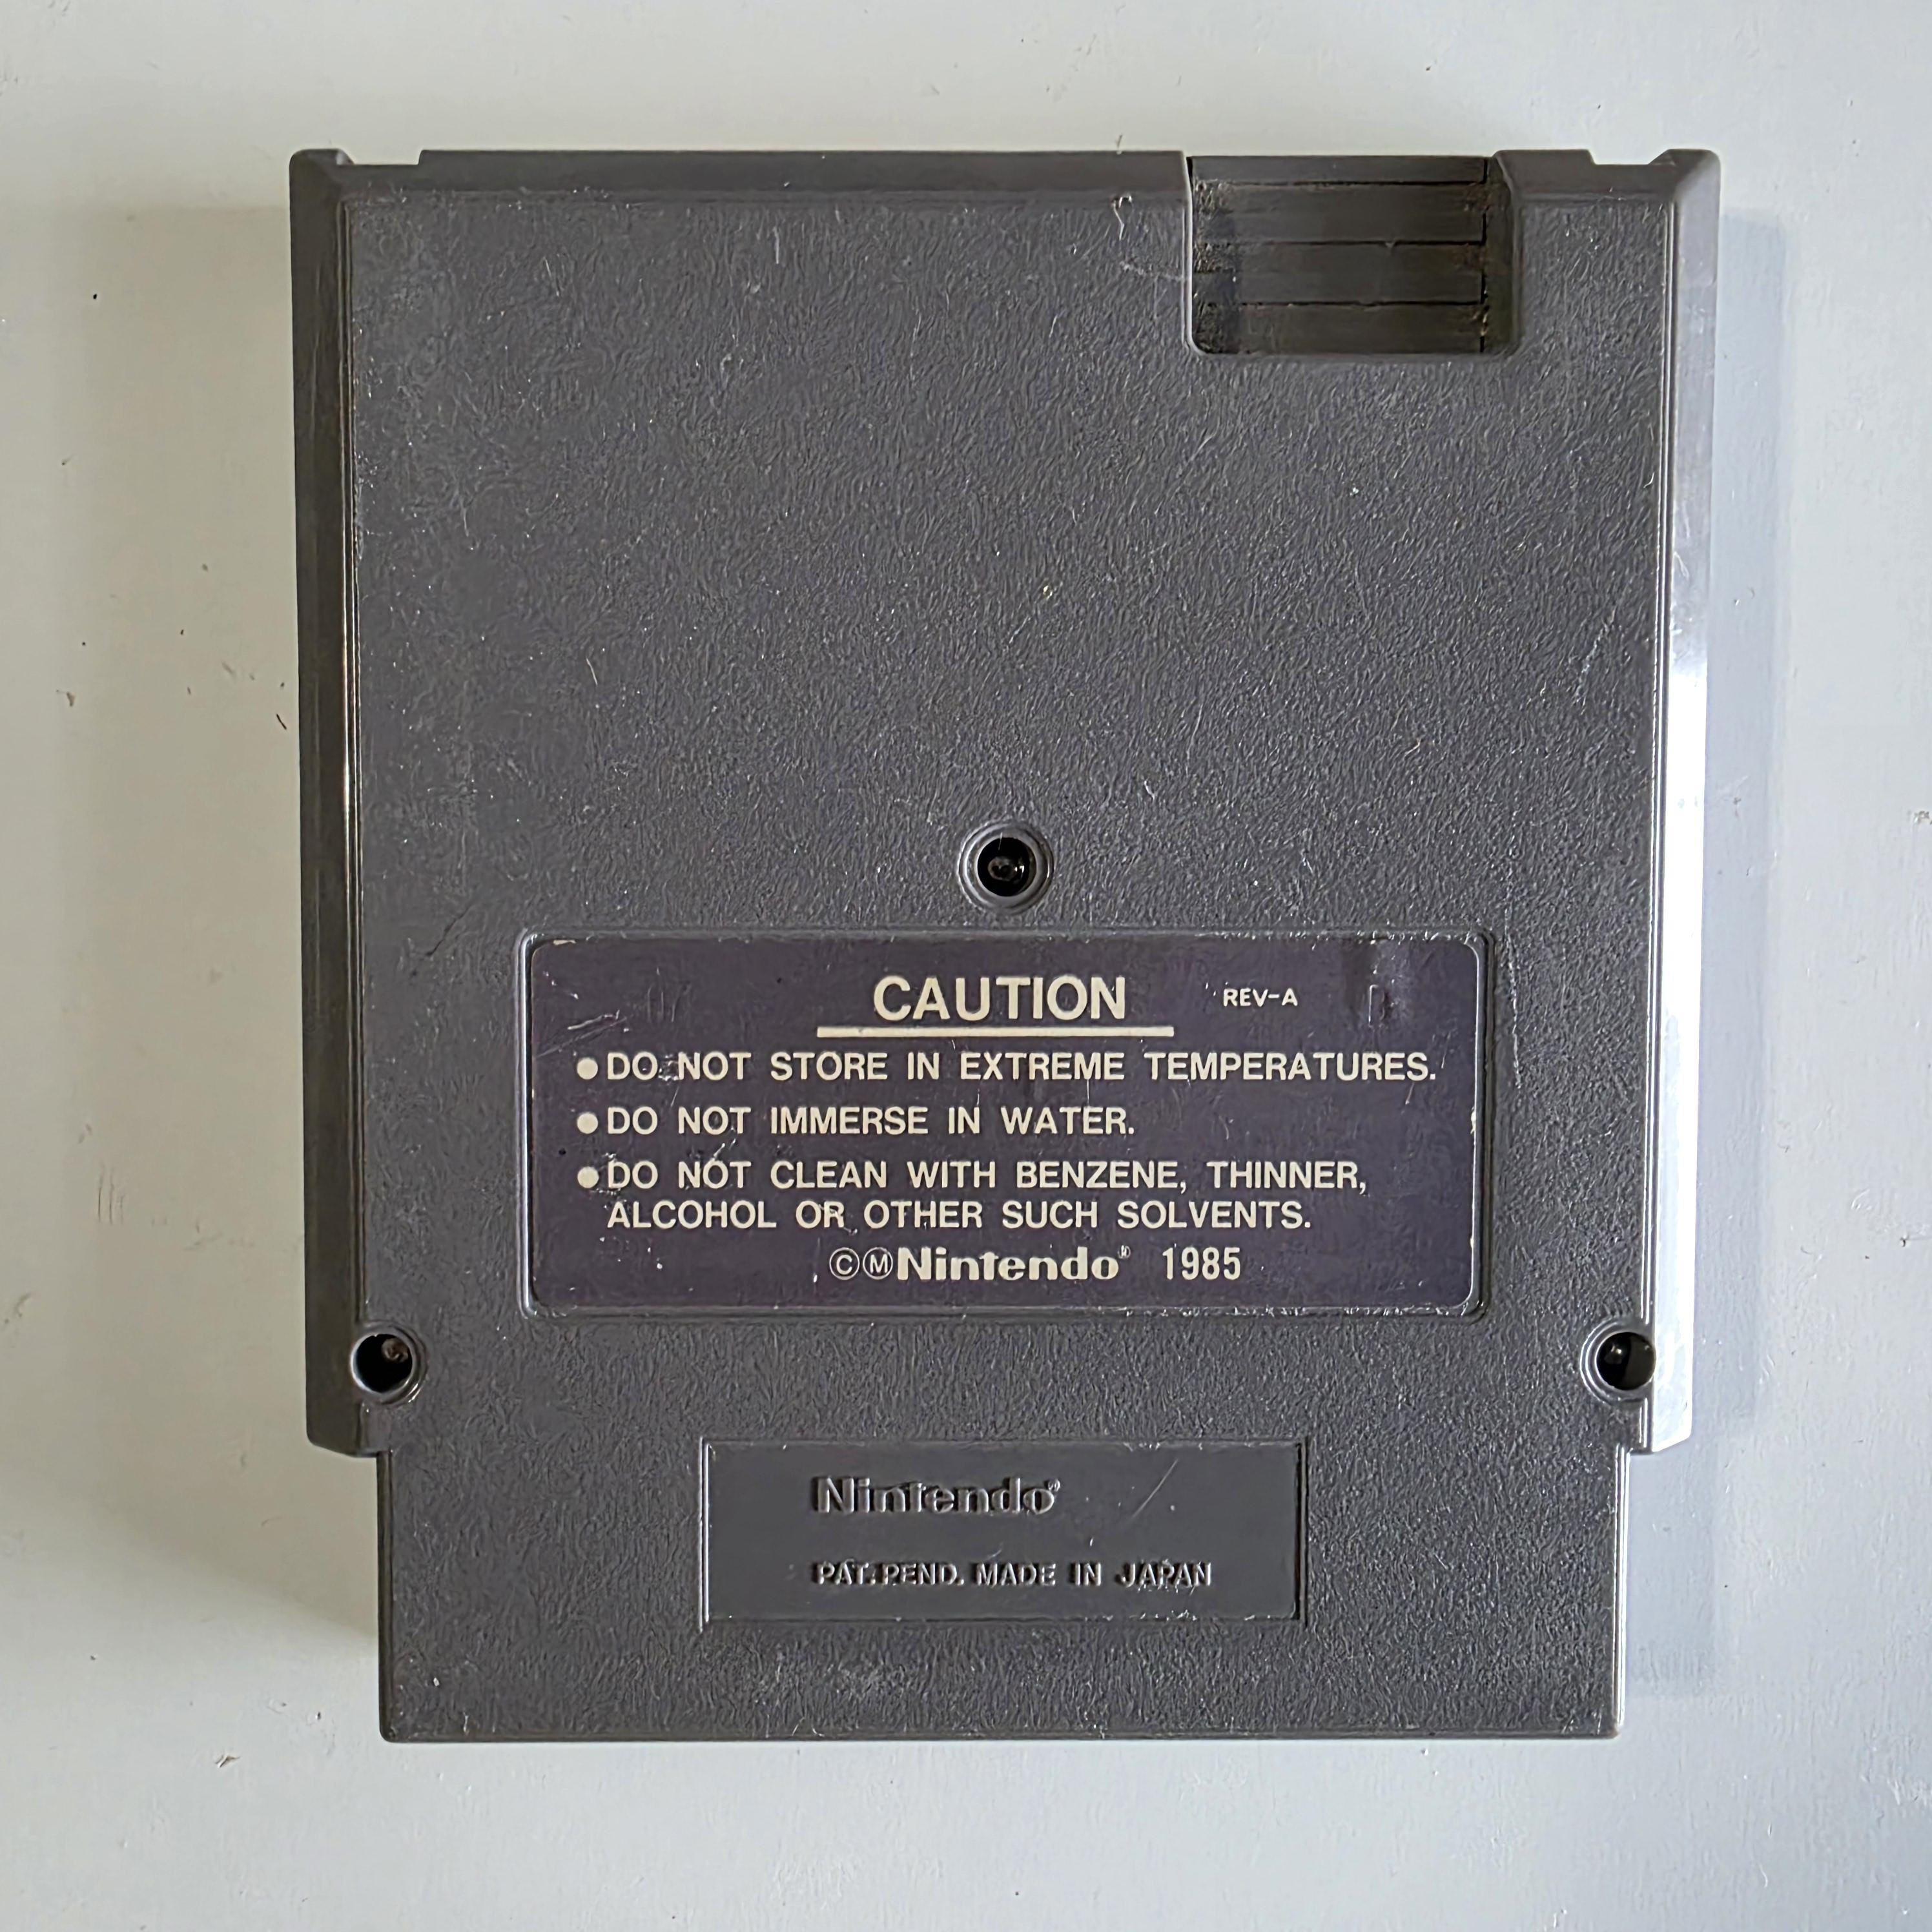 CAUTION REV-A
●DO NOT STORE IN EXTREME TEMPERATURES.
●DO NOT IMMERSE IN WATER.
●DO NOT CLEAN WITH BENZENE, THINNER,
ALCOHOL OR OTHER SUCH SOLVENTS.
©ⓂNintendo® 1985
Nintendo®
PAT. PEND. MADE IN JAPAN